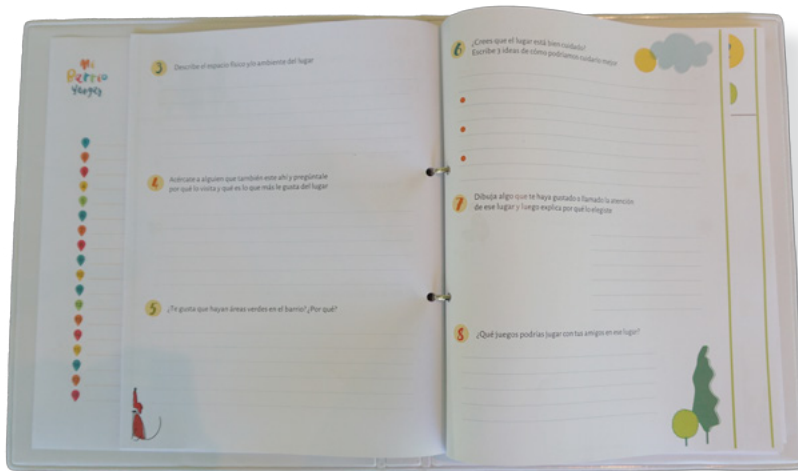 Mi
Barrio
Yungay
3 Describe el espacio físico y/o ambiente del lugar
4 Acércate a alguien que también este ahí y pregúntale
por qué lo visita y qué es lo que más le gusta del lugar
5 ¿Te gusta que hayan áreas verdes en el barrio? ¿Por qué?
6 ¿Crees que el lugar está bien cuidado?
Escribe 3 ideas de cómo podríamos cuidarlo mejor
7 Dibuja algo que te haya gustado o llamado la atención
de ese lugar y luego explica por qué lo elegiste
8 ¿Qué juegos podrías jugar con tus amigos en ese lugar?